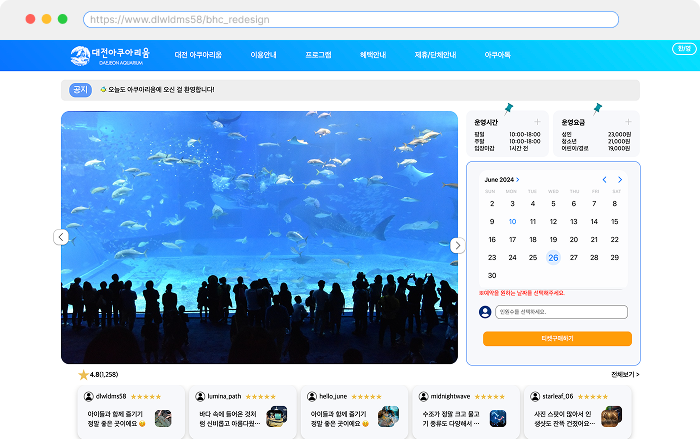 https://www.dlwldms58/bhc_redesign
대전아쿠아리움
DAEJEON AQUARIUM
대전 아쿠아리움 이용안내 프로그램 혜택안내 제휴/단체안내 아쿠아톡
공지 오늘도 아쿠아리움에 오신 걸 환영합니다!
운영시간
평일 10:00-18:00
주말 10:00-18:00
입장마감 1시간 전
운영요금
성인 23,000원
청소년 21,000원
어린이/경로 19,000원
June 2024
SUN MON TUE WED THU FRI SAT
2 3 4 5 6 7 8
9 10 11 12 13 14 15
16 17 18 19 20 21 22
23 24 25 26 27 28 29
30
※예약을 원하는 날짜를 선택해주세요.
인원수를 선택하세요.
티켓구매하기
4.8(1,258) 전체보기 >
dlwldms58 ★★★★★
아이들과 함께 즐기기
정말 좋은 곳이에요
lumina_path ★★★★★
바다 속에 들어온 것처
럼 신비롭고 아름다웠...
hello,june ★★★★★
아이들과 함께 즐기기
정말 좋은 곳이에요
midnightwave ★★★★★
수조가 정말 크고 물고
기 종류도 다양해서 ...
starleaf_06 ★★★★★
사진 스팟이 많아서 인
생샷도 잔뜩 건졌어요...